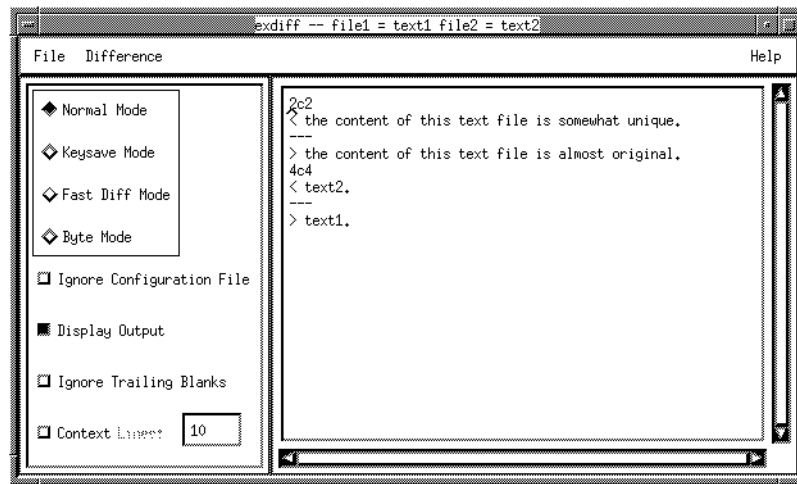 exdiff -- file1 = text1 file2 = text2
File Difference Help
Normal Mode
Keysave Mode
Fast Diff Mode
Byte Mode
Ignore Configuration File
Display Output
Ignore Trailing Blanks
Context Lines: 10
2c2
< the content of this text file is somewhat unique.
---
> the content of this text file is almost original.
4c4
< text2.
---
> text1.